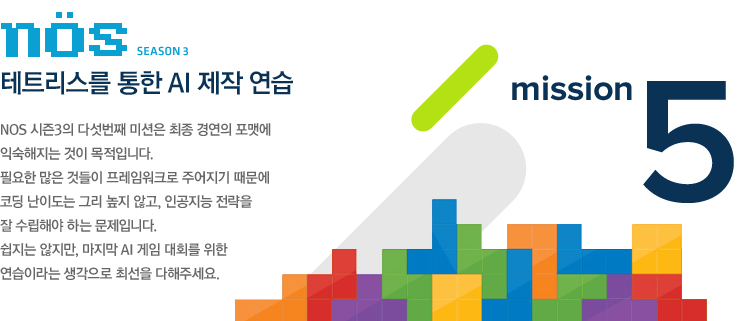 nös SEASON 3
테트리스를 통한 AI 제작 연습
NOS 시즌3의 다섯번째 미션은 최종 경연의 포맷에
익숙해지는 것이 목적입니다.
필요한 많은 것들이 프레임워크로 주어지기 때문에
코딩 난이도는 그리 높지 않고, 인공지능 전략을
잘 수립해야 하는 문제입니다.
쉽지는 않지만, 마지막 AI 게임 대회를 위한
연습이라는 생각으로 최선을 다해주세요.
mission 5